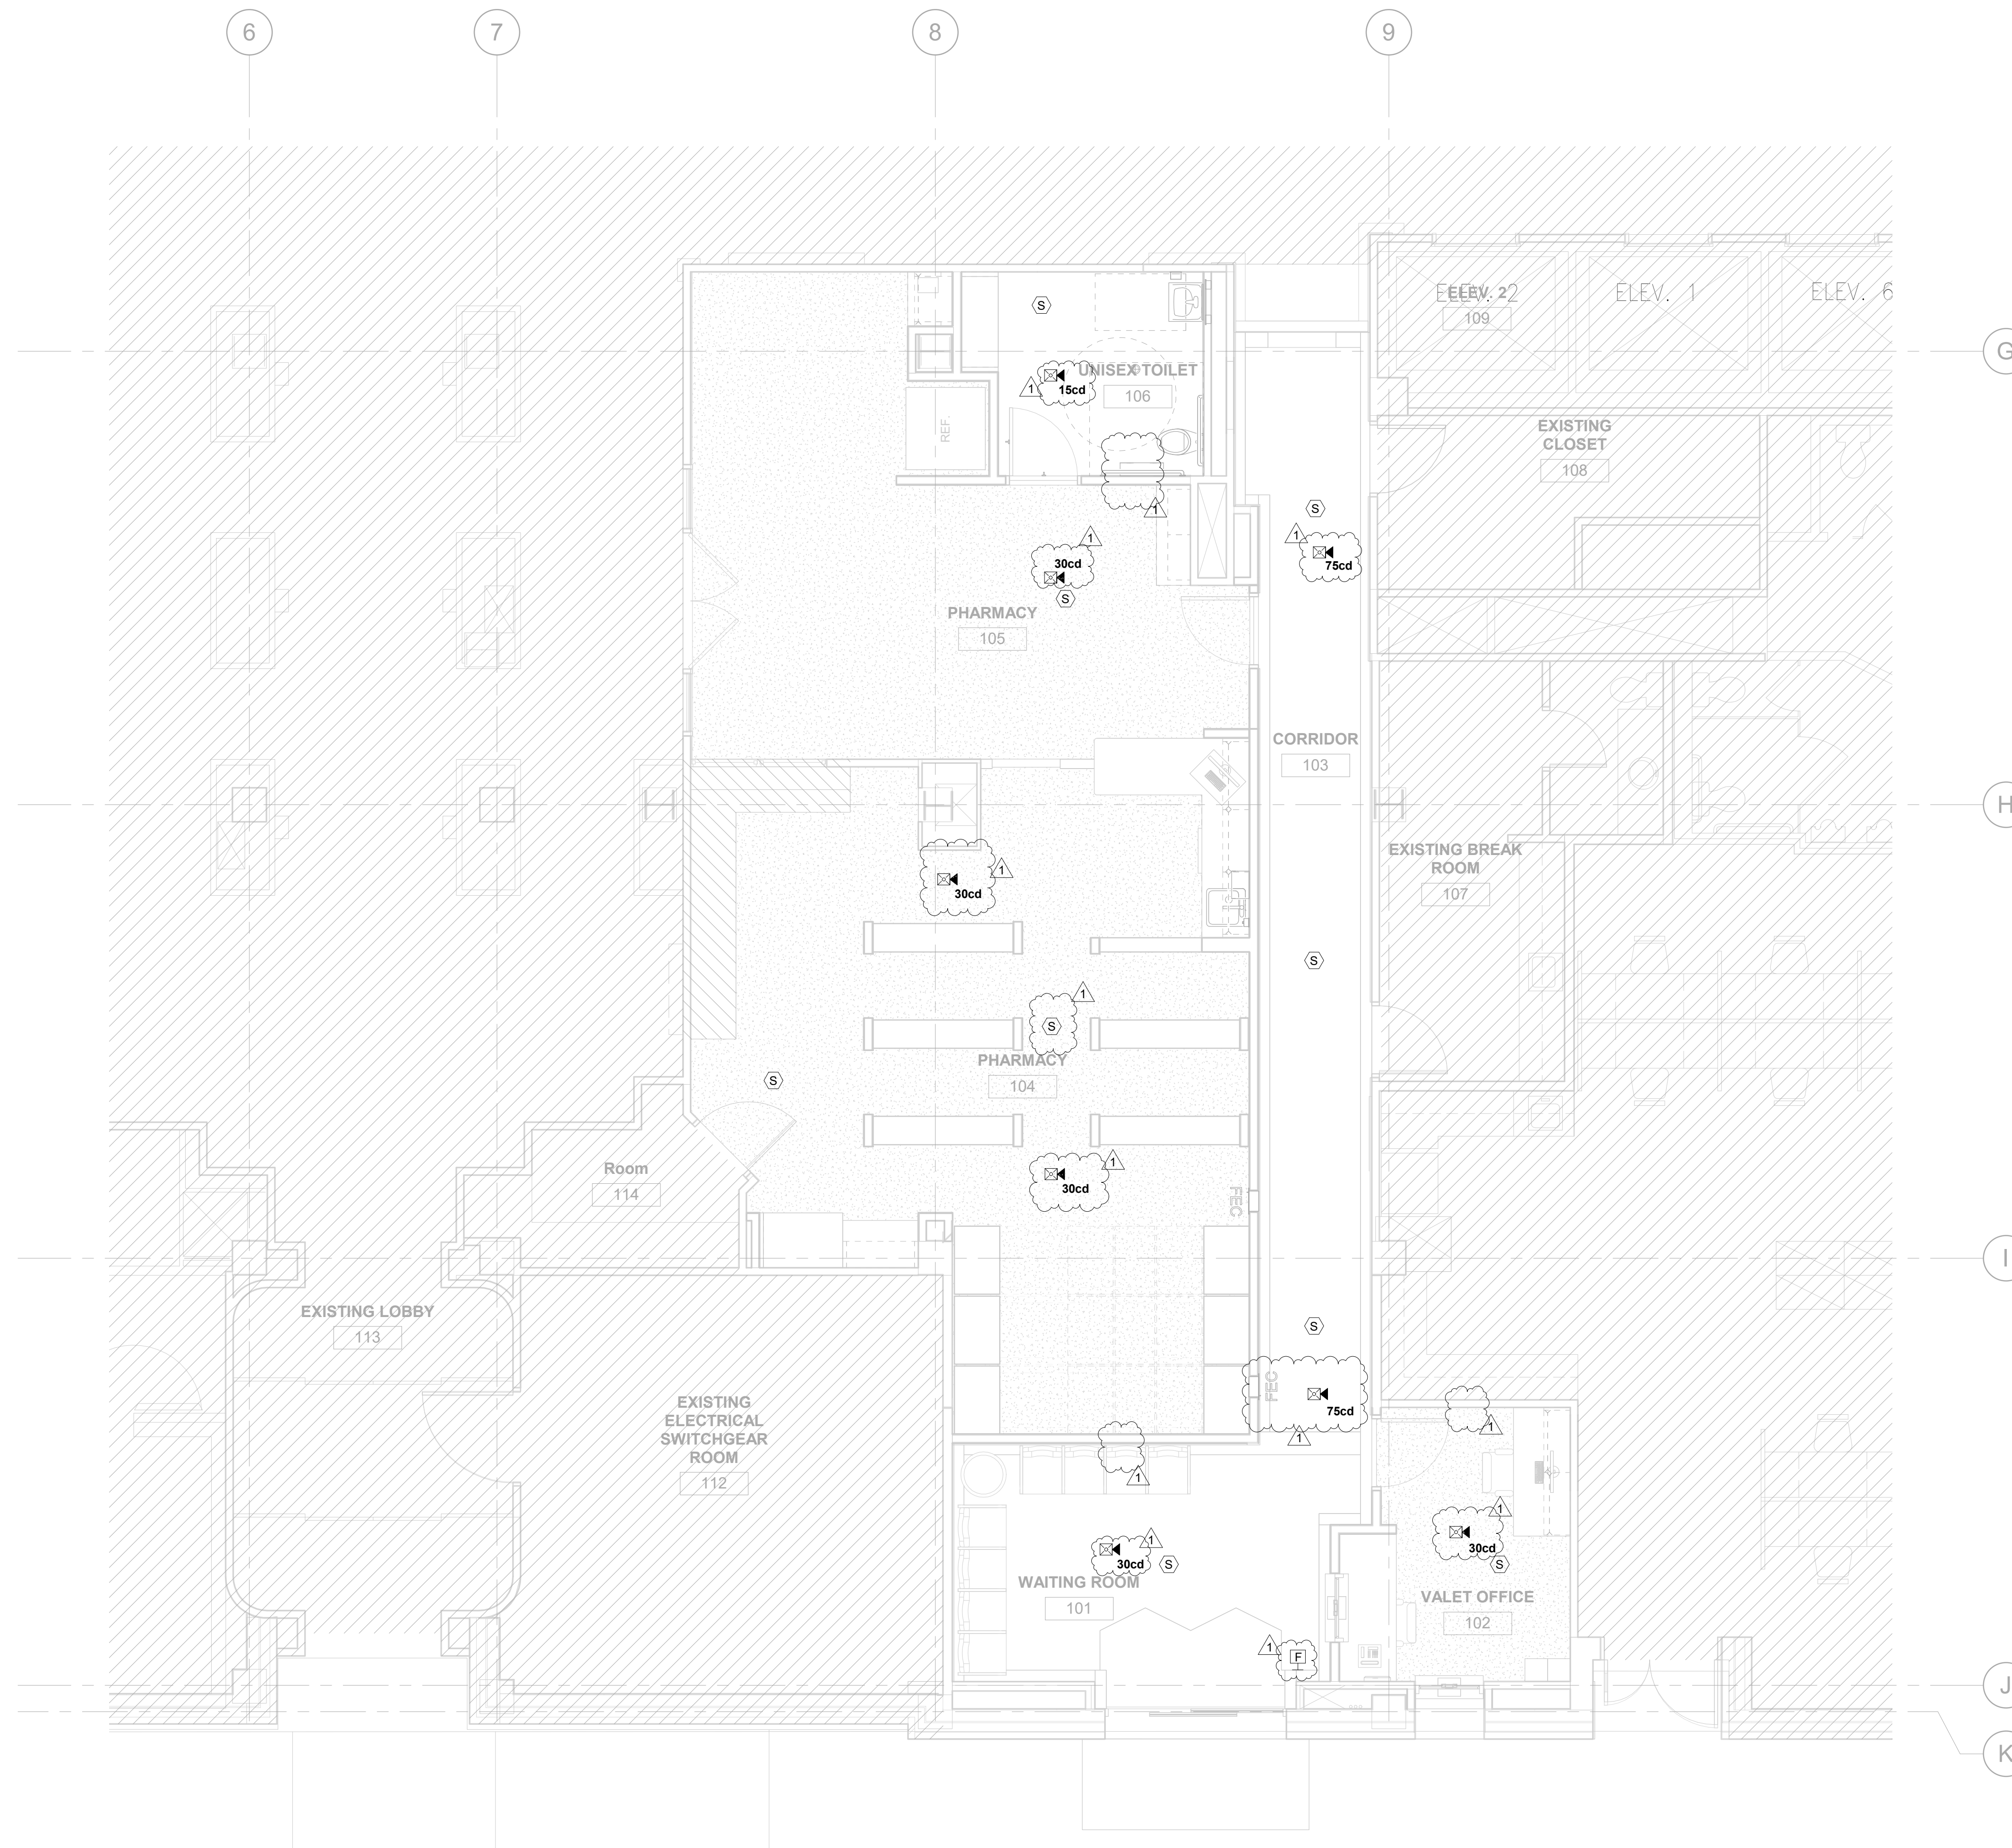 6
7
8
9
ELEV. 2
ELEV. 2
109
ELEV. 1
ELEV. 6
S
G
UNISEX TOILET
106
15cd
1
REF.
EXISTING
CLOSET
108
1
S
1
75cd
1
30cd
S
PHARMACY
105
CORRIDOR
103
H
EXISTING BREAK
ROOM
107
1
30cd
S
1
S
PHARMACY
104
S
1
30cd
Room
114
FEC
I
EXISTING LOBBY
113
S
FEC
75cd
1
EXISTING
ELECTRICAL
SWITCHGEAR
ROOM
112
1
1
1
30cd
S
WAITING ROOM
101
1
30cd
S
VALET OFFICE
102
1
F
J
K